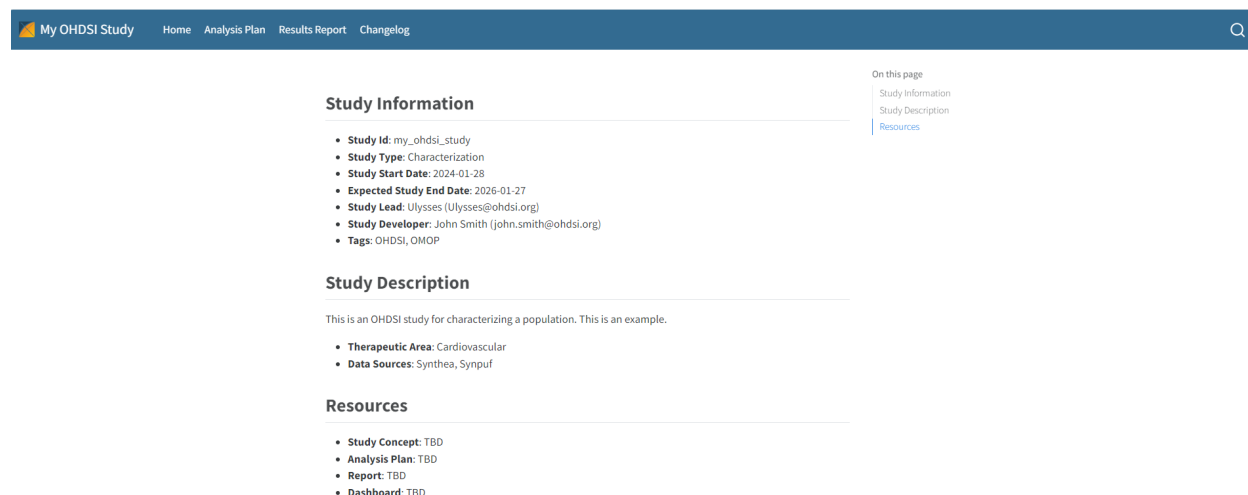 My OHDSI Study Home Analysis Plan Results Report Changelog
On this page
Study Information
Study Description
Resources
Study Information
• Study Id: my_ohdsi_study
• Study Type: Characterization
• Study Start Date: 2024-01-28
• Expected Study End Date: 2026-01-27
• Study Lead: Ulysses (Ulysses@ohdsi.org)
• Study Developer: John Smith (john.smith@ohdsi.org)
• Tags: OHDSI, OMOP
Study Description
This is an OHDSI study for characterizing a population. This is an example.
• Therapeutic Area: Cardiovascular
• Data Sources: Synthea, Synpuf
Resources
• Study Concept: TBD
• Analysis Plan: TBD
• Report: TBD
• Dashboard: TBD